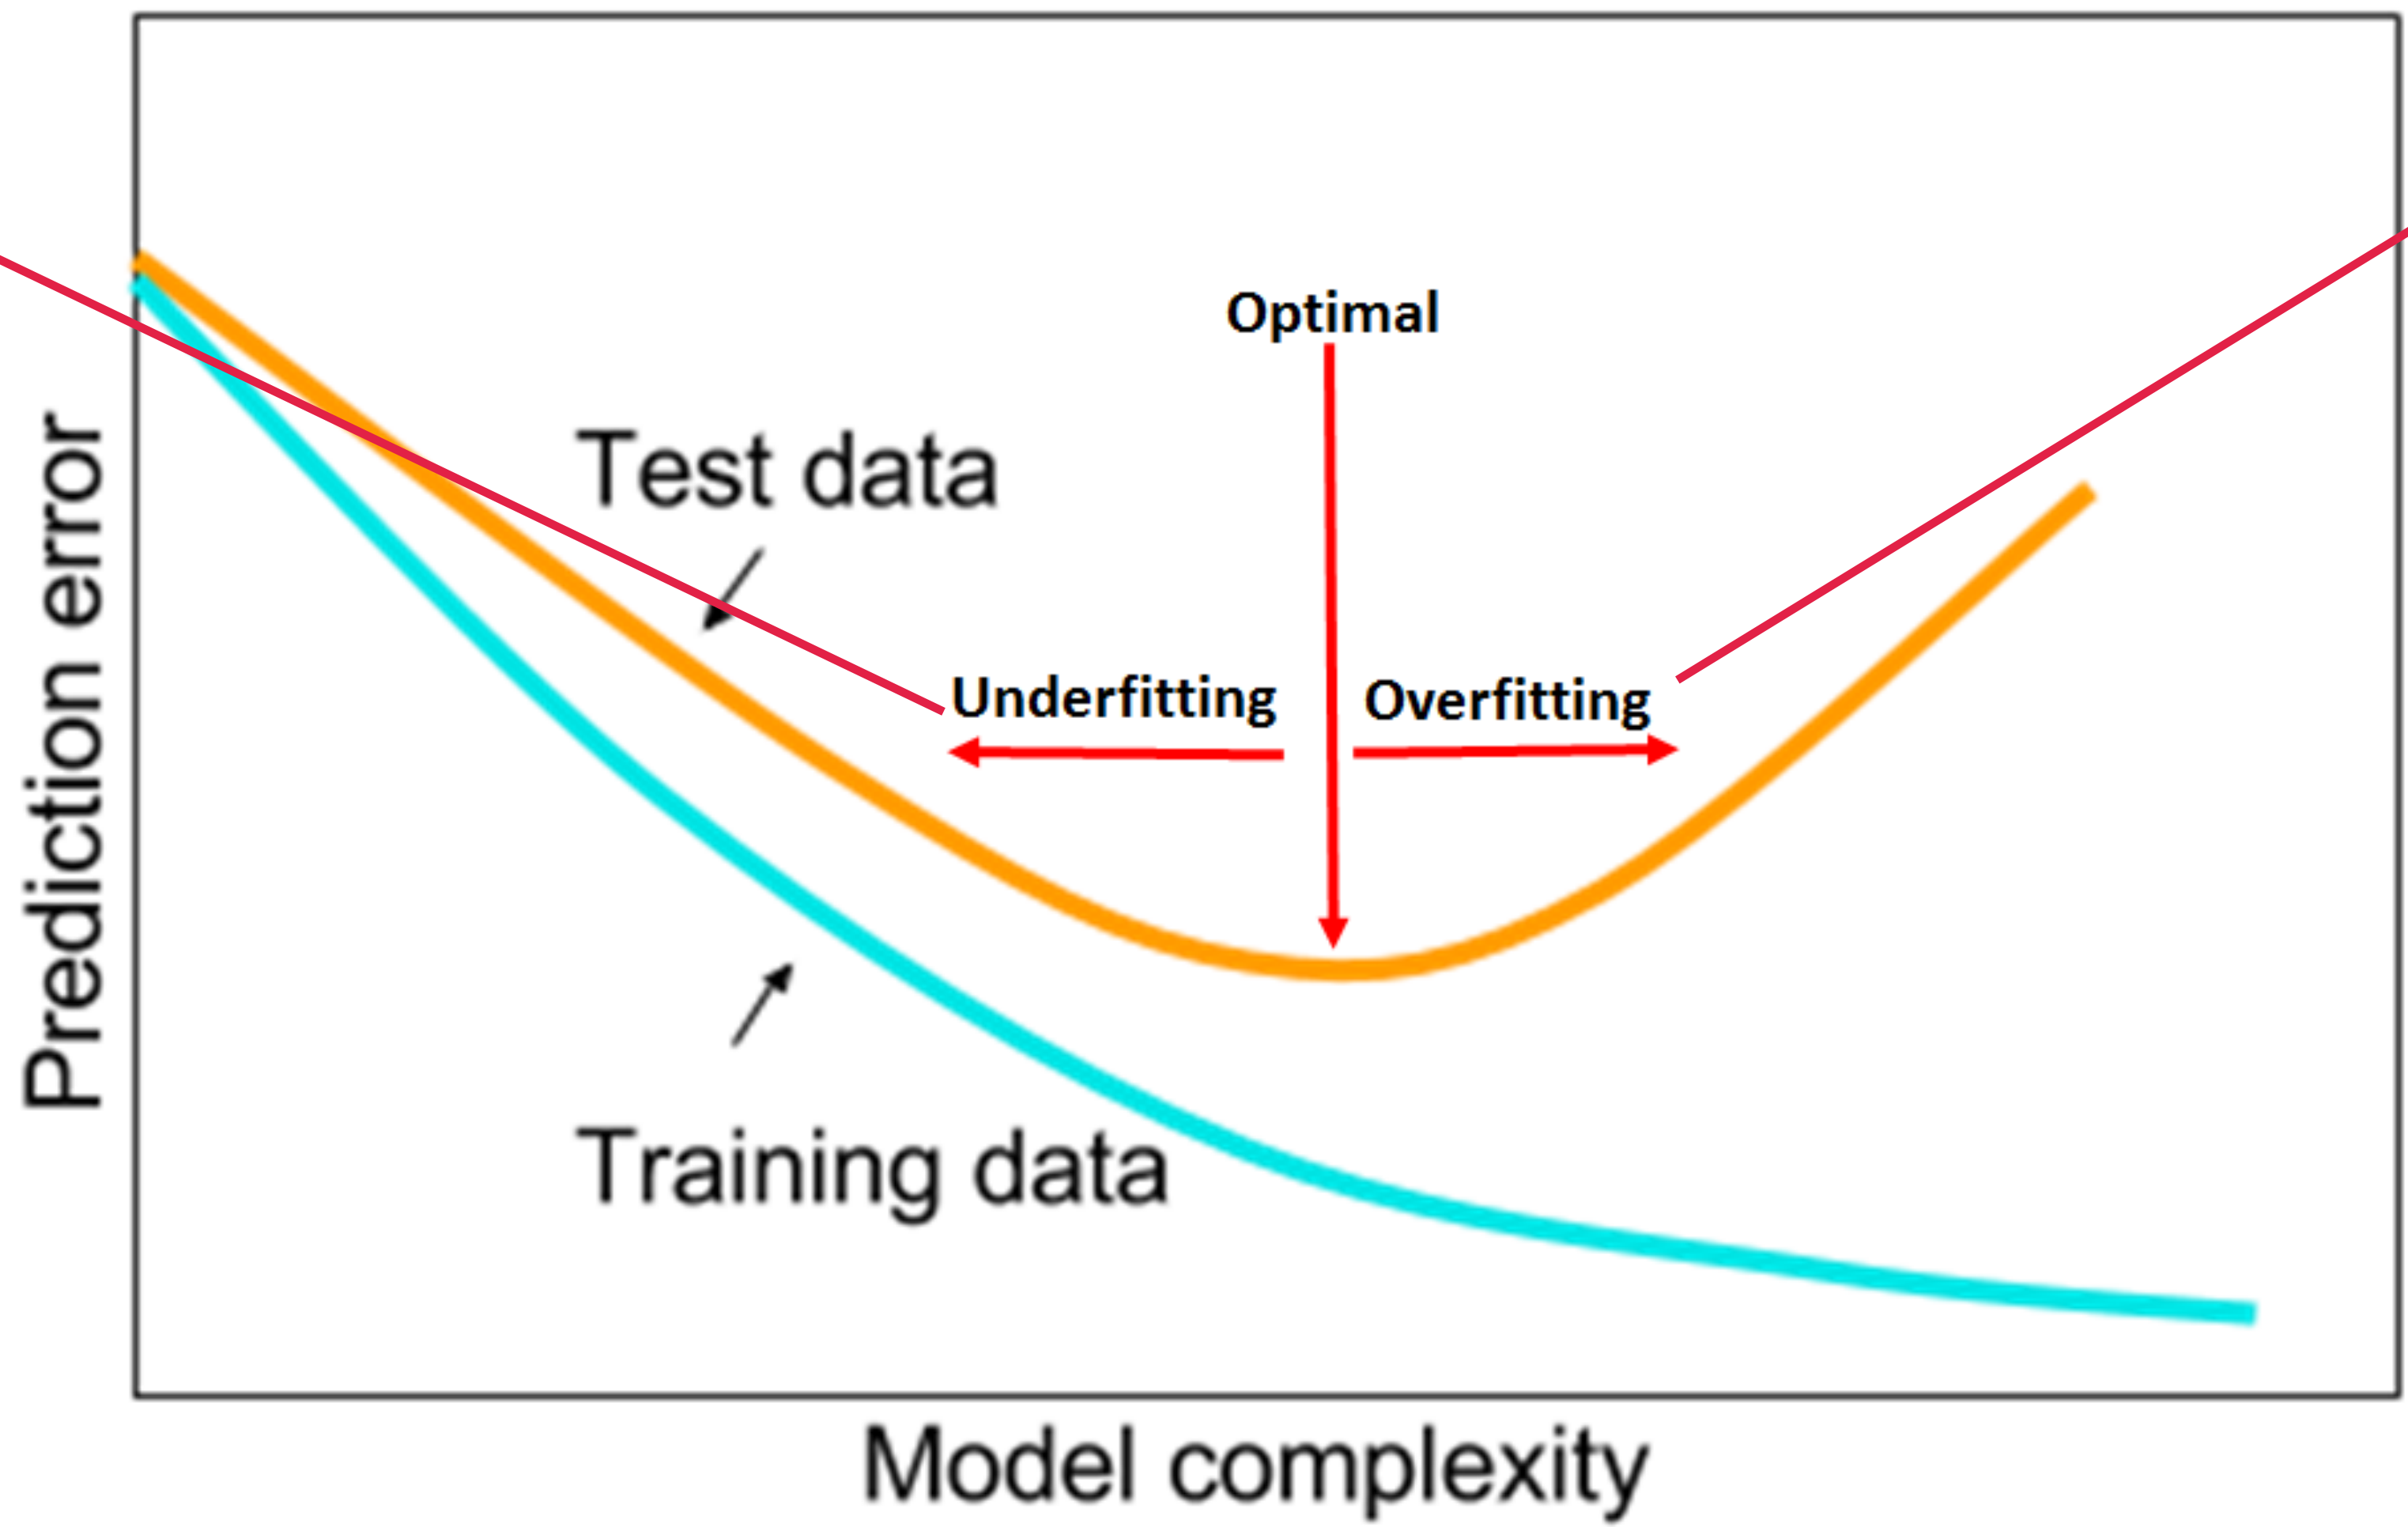 Optimal
Test data
Underfitting
Overfitting
Prediction error
Training data
Model complexity